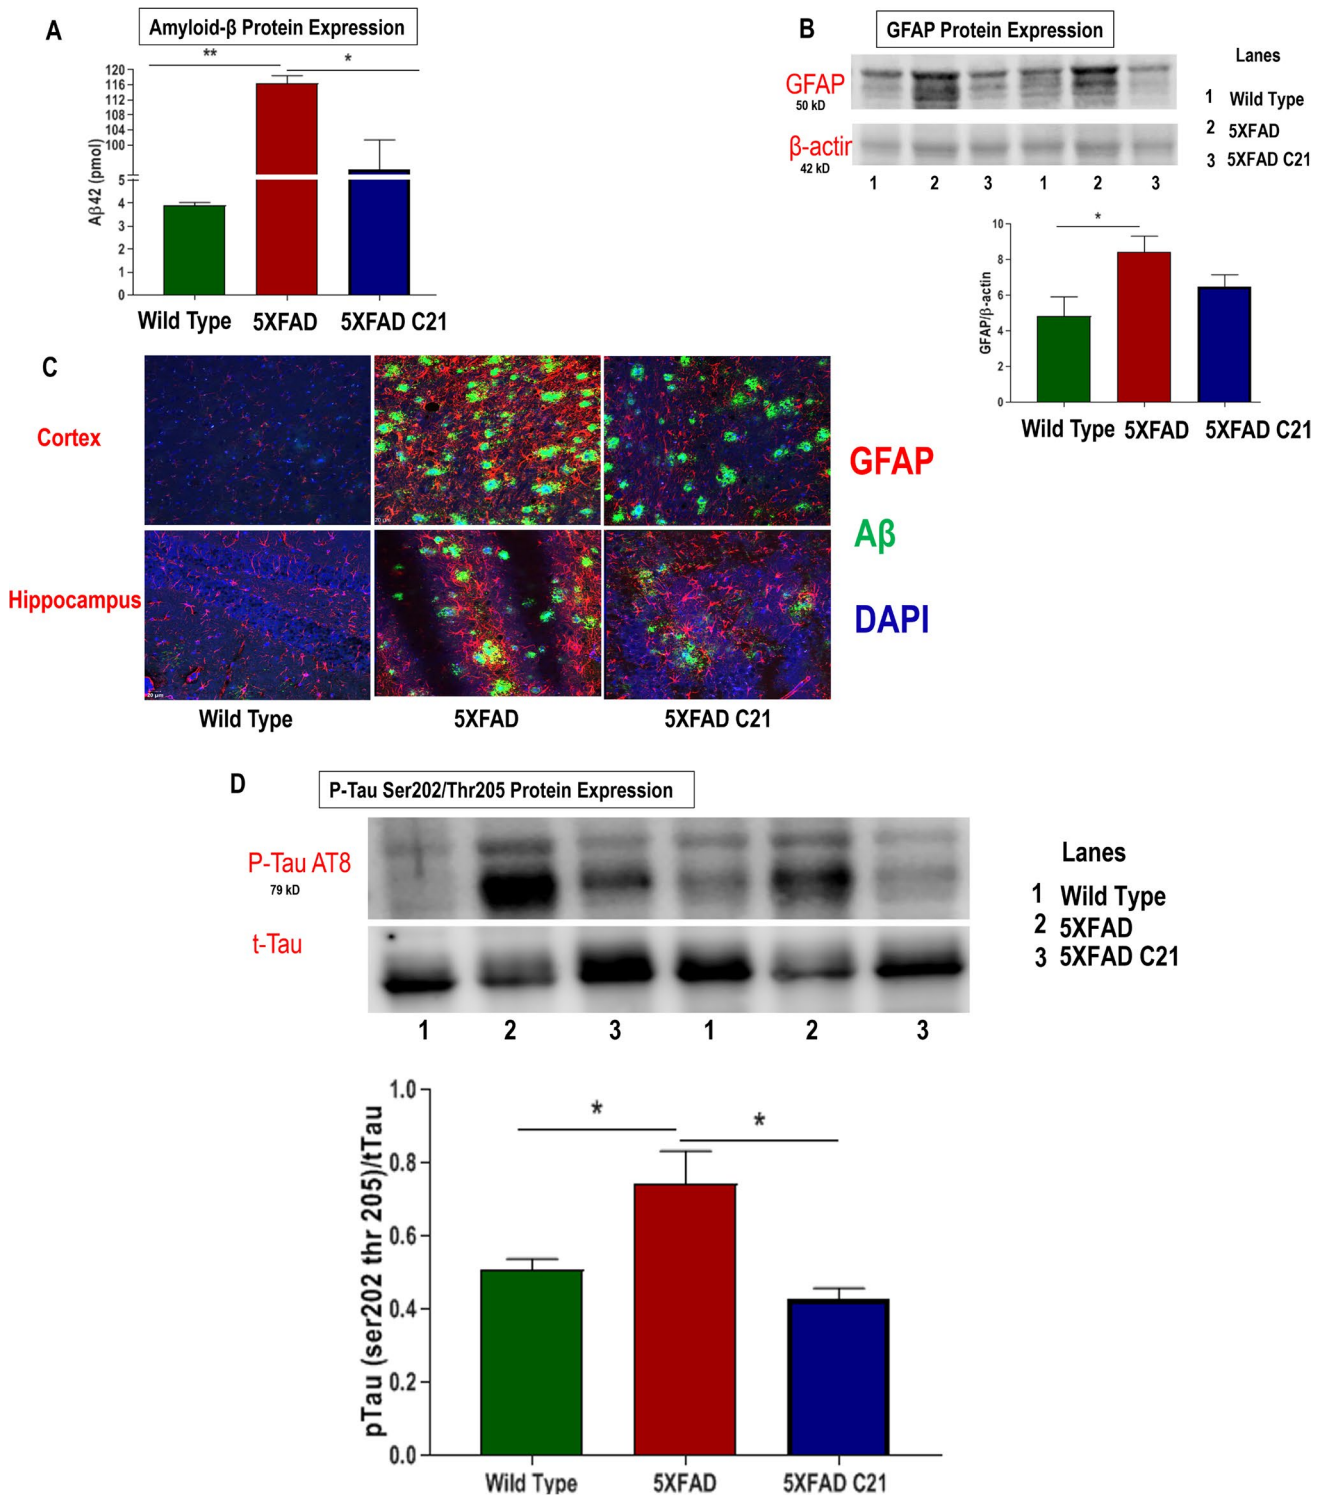 A
Amyloid-β Protein Expression
**
*
120
116
112
108
104
100
5
4
3
2
1
0
Aβ42 (pmol)
Wild Type
5XFAD
5XFAD C21
B
GFAP Protein Expression
GFAP
50 kD
β-actin
42 kD
1 2 3 1 2 3
Lanes
1 Wild Type
2 5XFAD
3 5XFAD C21
*
10
8
6
4
2
0
GFAP/β-actin
Wild Type
5XFAD
5XFAD C21
C
Cortex
Hippocampus
20 µm
20 µm
Wild Type
5XFAD
5XFAD C21
GFAP
Aβ
DAPI
D
P-Tau Ser202/Thr205 Protein Expression
P-Tau AT8
79 kD
t-Tau
1 2 3 1 2 3
Lanes
1 Wild Type
2 5XFAD
3 5XFAD C21
*
*
1.0
0.8
0.6
0.4
0.2
0.0
pTau (ser202 thr 205)/tTau
Wild Type
5XFAD
5XFAD C21